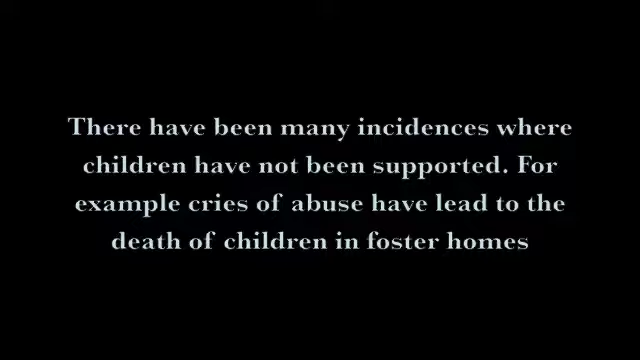 There have been many incidences where
children have not been supported. For
example cries of abuse have lead to the
death of children in foster homes